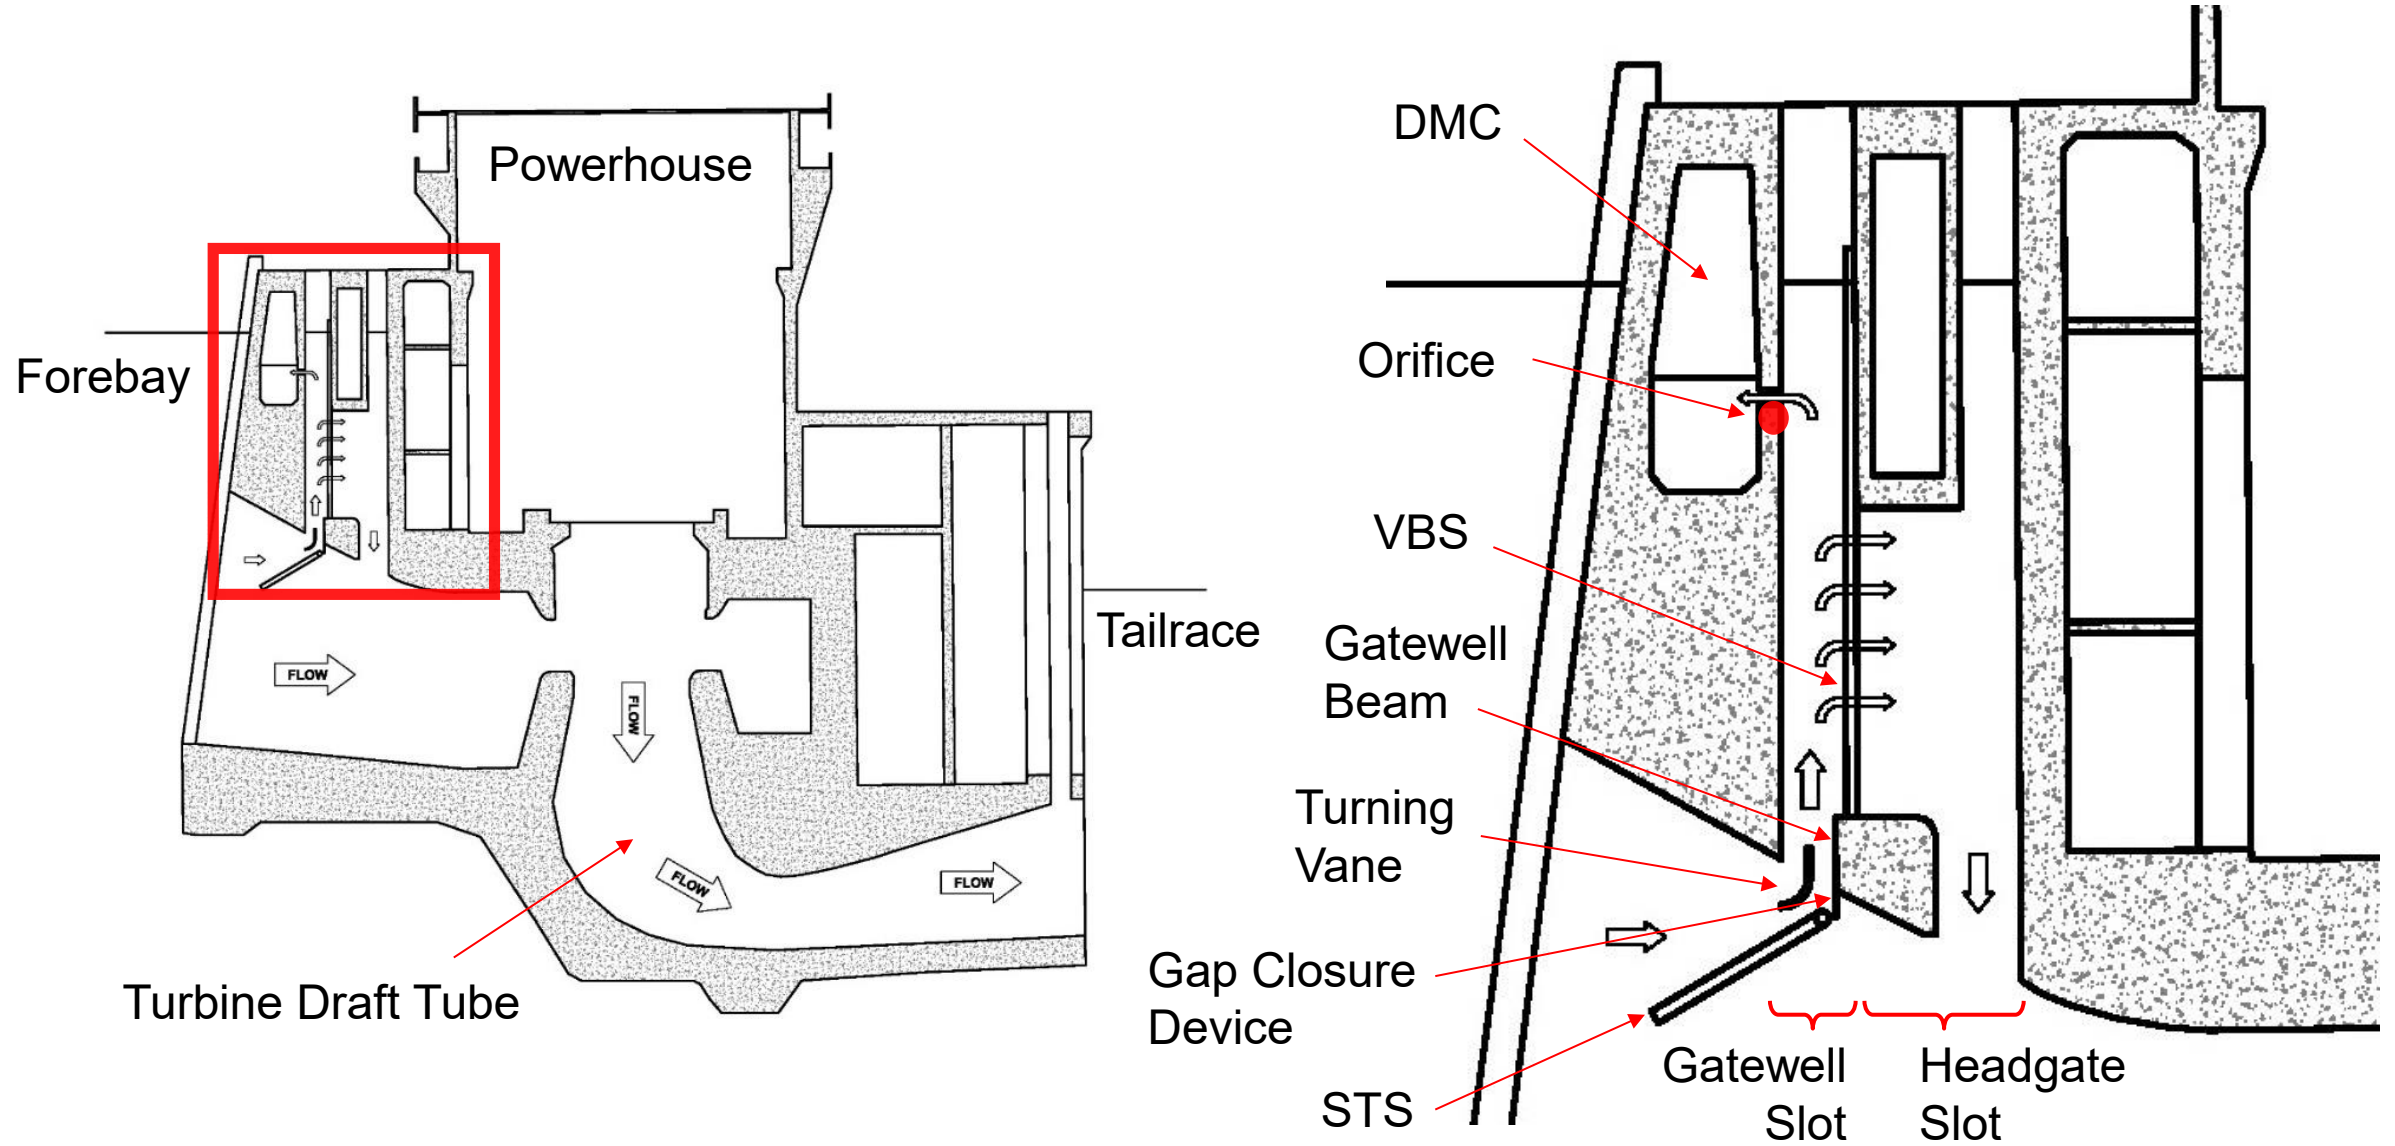 Powerhouse
Forebay
FLOW
FLOW
FLOW
FLOW
Tailrace
Turbine Draft Tube
DMC
Orifice
VBS
Gatewell
Beam
Turning
Vane
Gap Closure
Device
STS
Gatewell
Slot
Headgate
Slot